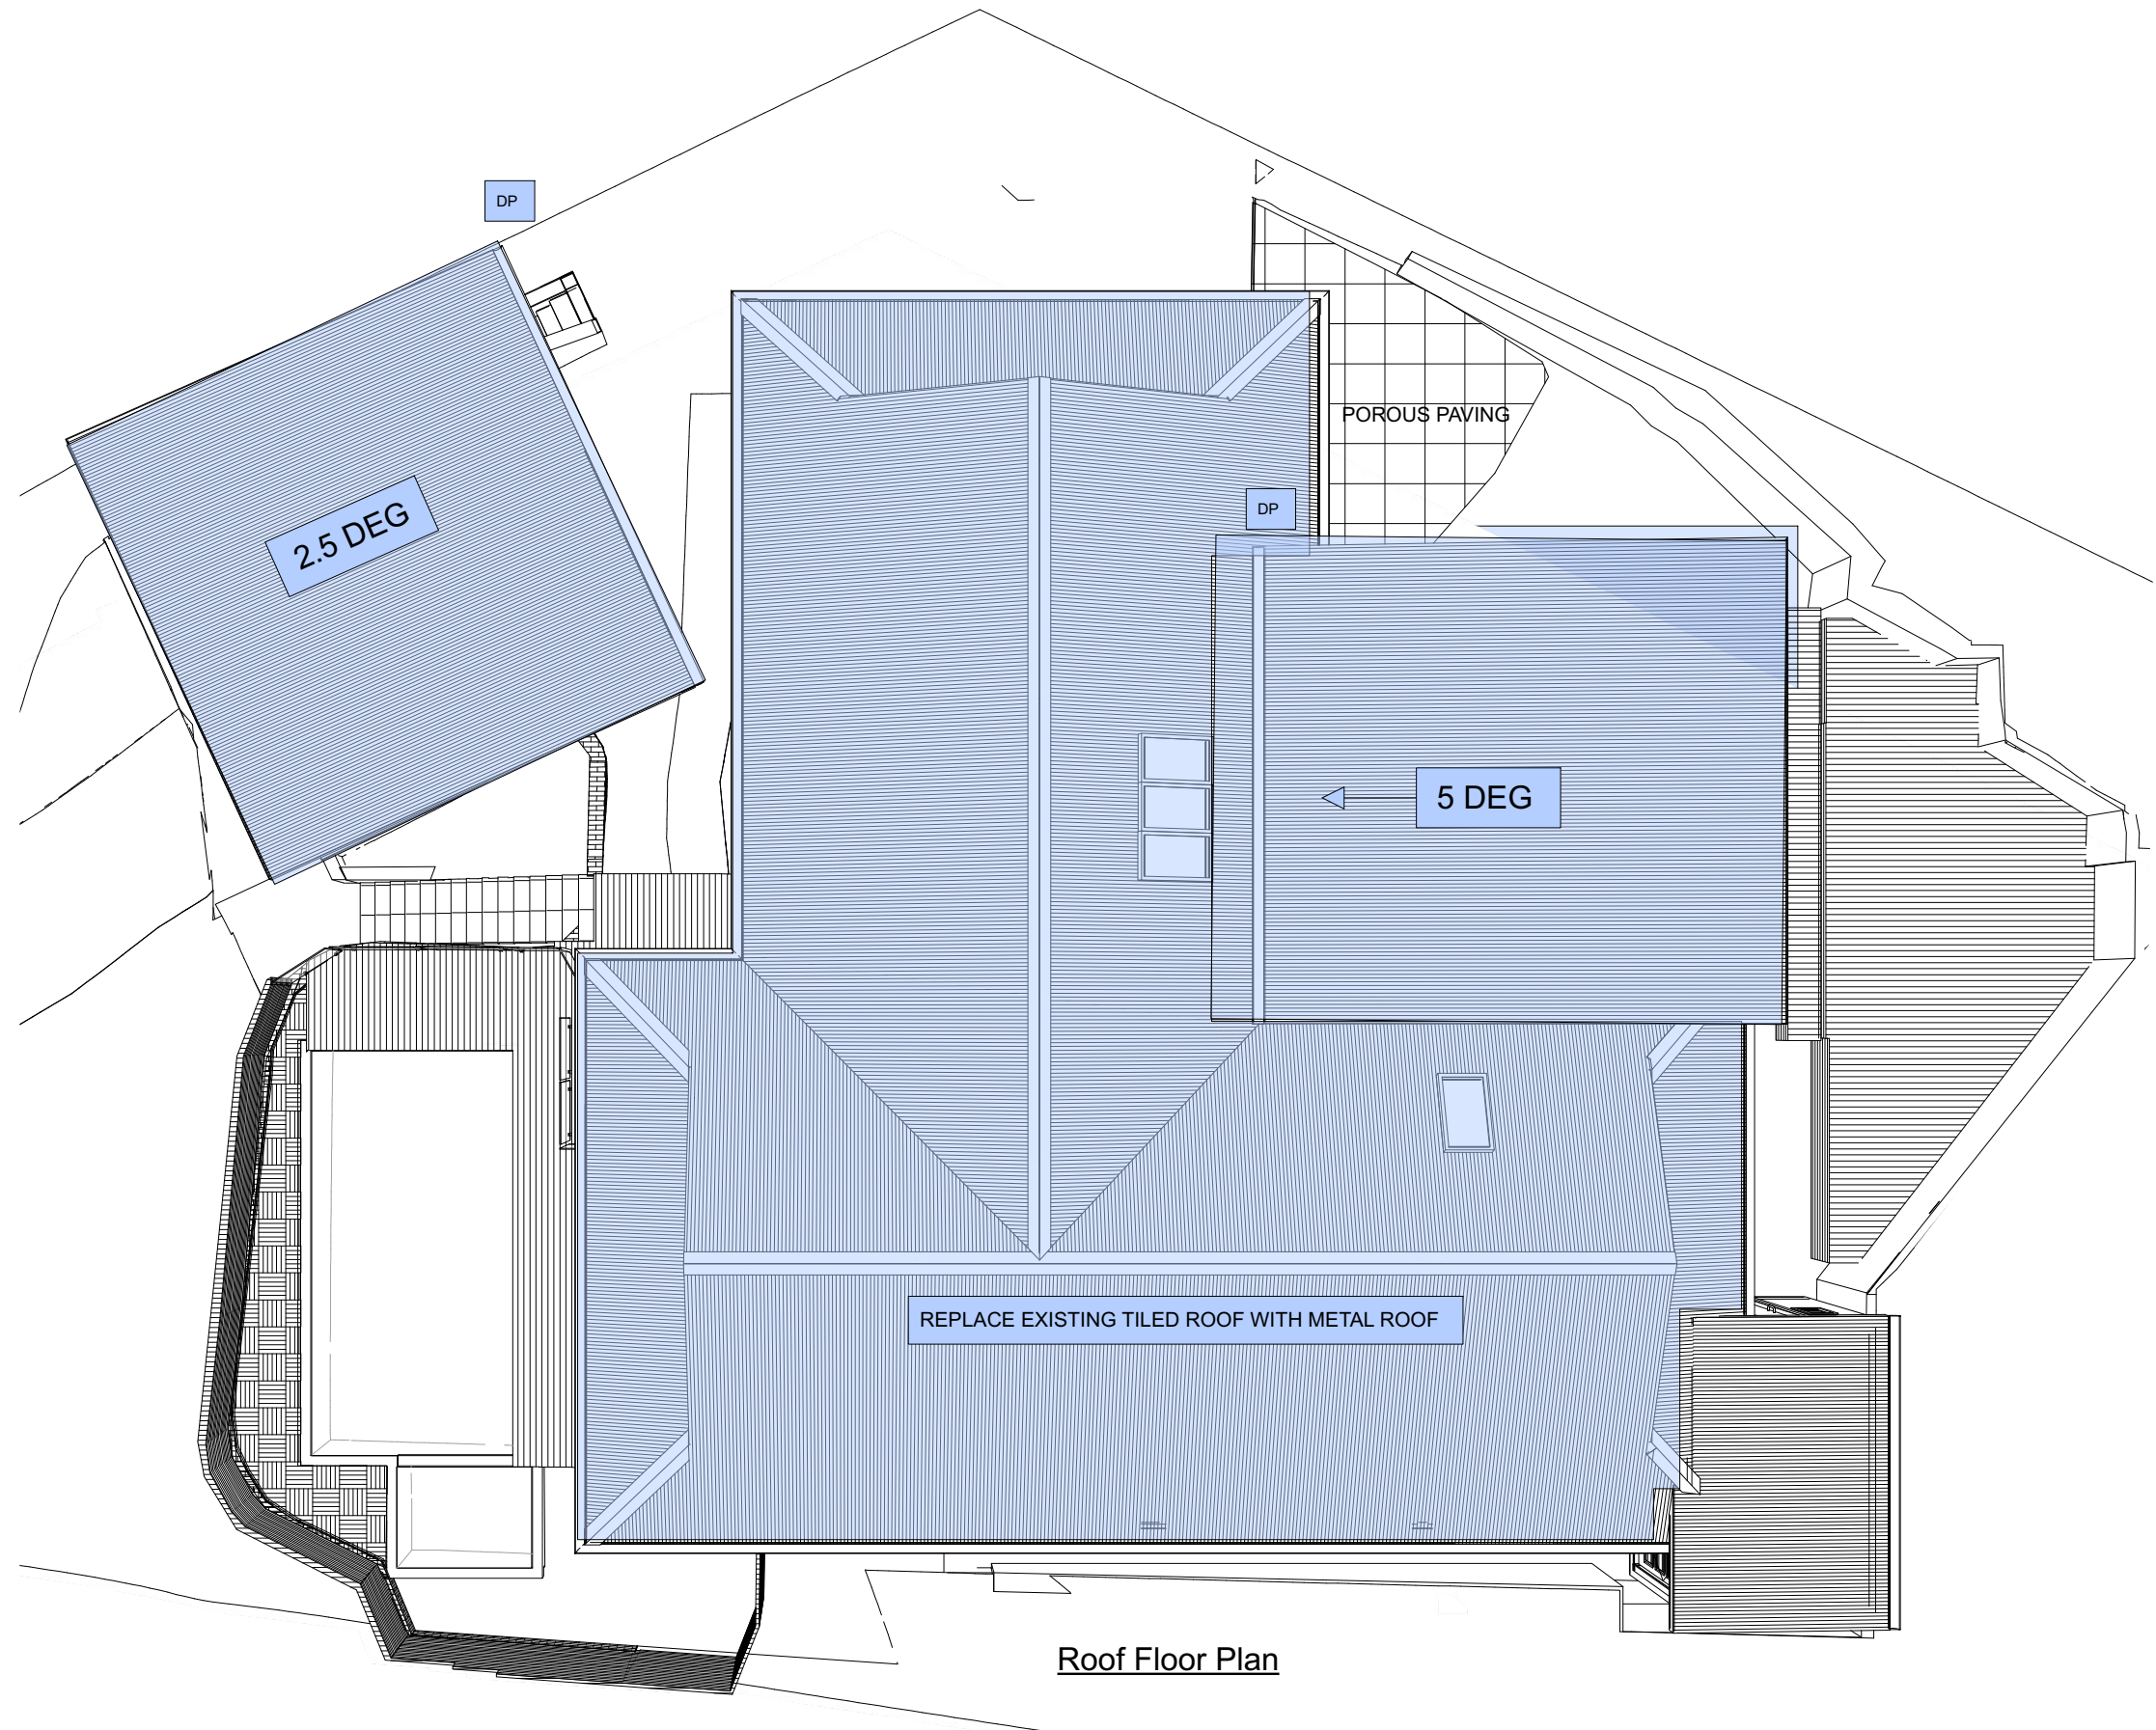 DP
POROUS PAVING
DP
2.5 DEG
5 DEG
REPLACE EXISTING TILED ROOF WITH METAL ROOF
Roof Floor Plan